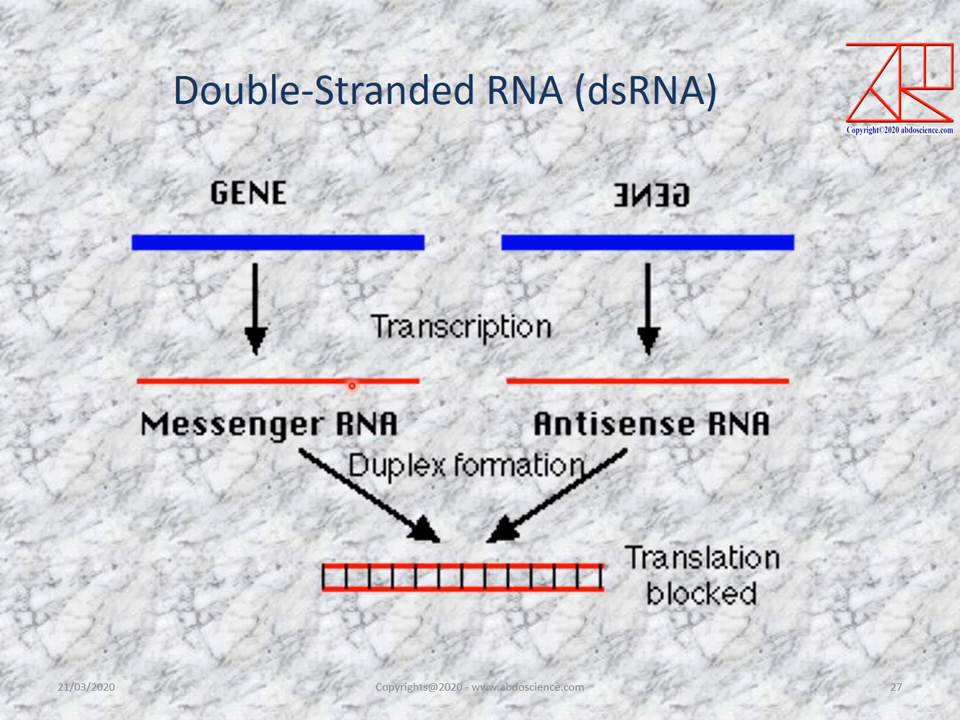 Double-Stranded RNA (dsRNA)
Copyright©2020 abdoscience.com
GENE
GENE
Transcription
Messenger RNA
Antisense RNA
Duplex formation
Translation
blocked
21/03/2020
Copyrights@2020 - www.abdoscience.com
27